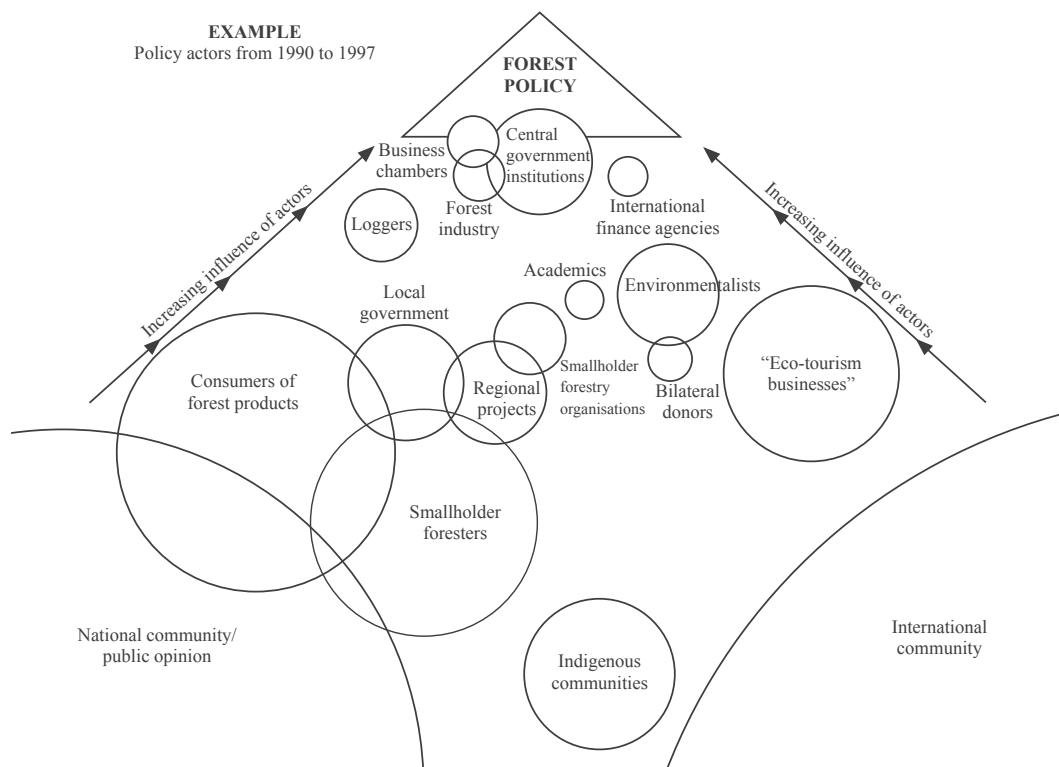 EXAMPLE
Policy actors from 1990 to 1997
FOREST
POLICY
Business
chambers
Central
government
institutions
Forest
industry
Loggers
International
finance agencies
Increasing influence of actors
Increasing influence of actors
Academics
Environmentalists
Local
government
Consumers of
forest products
Regional
projects
Smallholder
forestry
organisations
Bilateral
donors
“Eco-tourism
businesses”
Smallholder
foresters
National community/
public opinion
International
community
Indigenous
communities